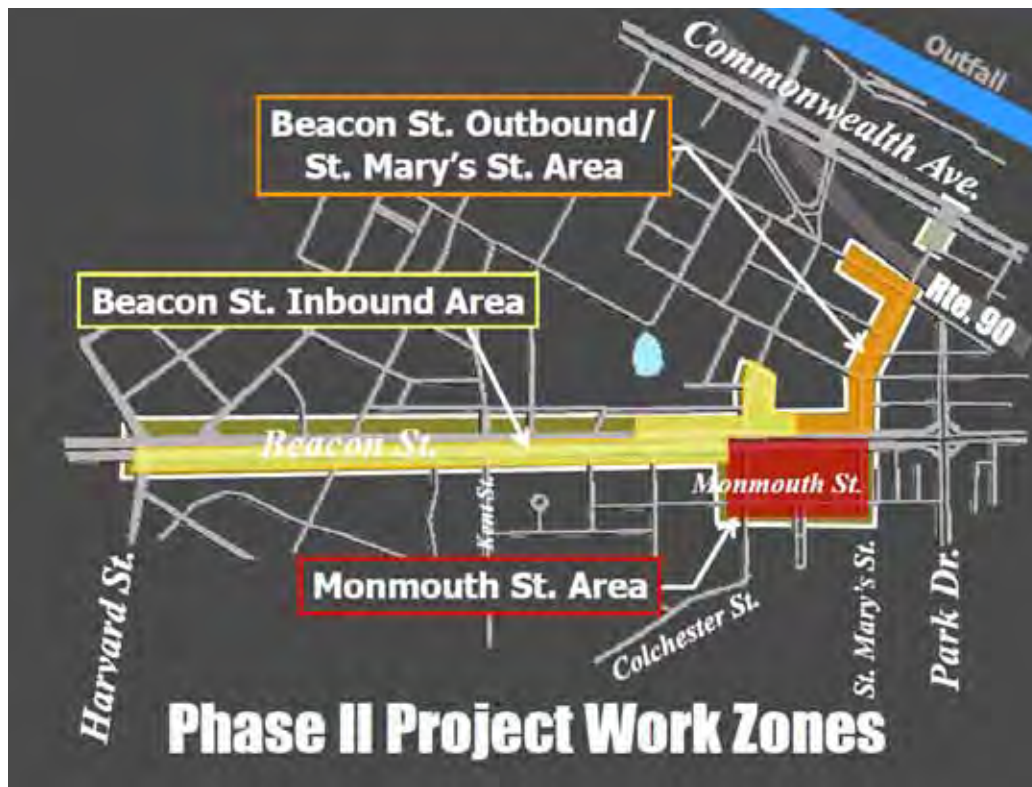 Outfall
Commonwealth Ave.
Beacon St. Outbound/
St. Mary's St. Area
Beacon St. Inbound Area
Rte. 90
Beacon St.
Monmouth St.
Kent St.
Monmouth St. Area
Harvard St.
Colchester St.
St. Mary's St.
Park Dr.
Phase II Project Work Zones